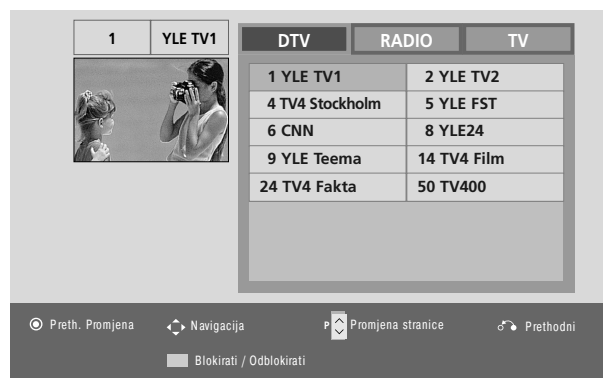 1 YLE TV1
DTV RADIO TV
1 YLE TV1 2 YLE TV2
4 TV4 Stockholm 5 YLE FST
6 CNN 8 YLE24
9 YLE Teema 14 TV4 Film
24 TV4 Fakta 50 TV400
Preth. Promjena Navigacija P Promjena stranice Prethodni
Blokirati / Odblokirati